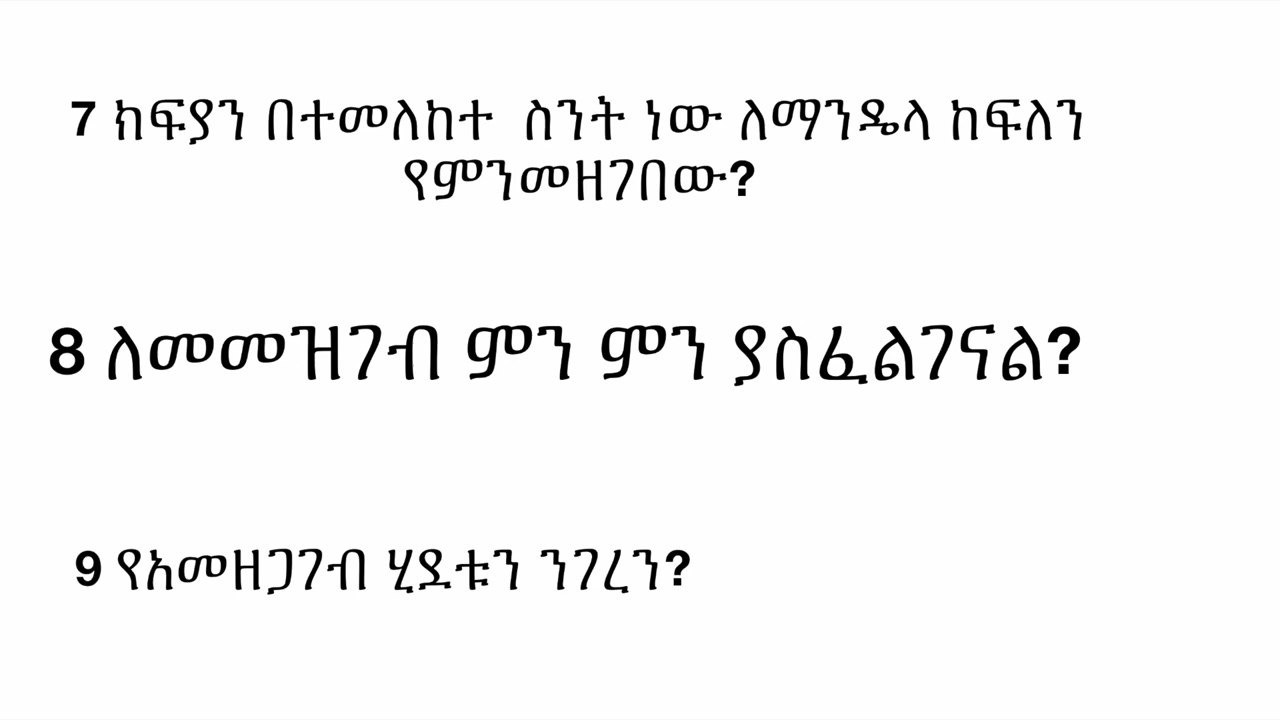 7 ክፍያን በተመለከተ ስንት ነው ለማንዴላ ከፍለን
የምንመዘገበው?
8 ለመመዝገብ ምን ምን ያስፈልገናል?
9 የአመዘጋገብ ሂደቱን ንገረን?